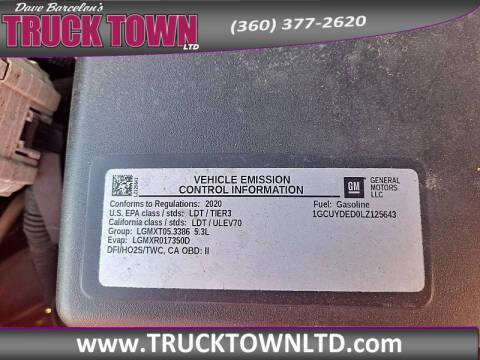 Dave Barcelon's
TRUCK TOWN
LTD
(360) 377-2620
VEHICLE EMISSION
CONTROL INFORMATION
GM
GENERAL
MOTORS
LLC
Conforms to Regulations: 2020
U.S. EPA class / stds: LDT / TIER3
California class / stds: LDT / ULEV70
Group: LGMXT05.3386 5.3L
Evap: LGMXR017350D
DFI/HO2S/TWC, CA OBD: II
Fuel: Gasoline
1GCUYDED0LZ125643
WWW.TRUCKTOWNLTD.COM